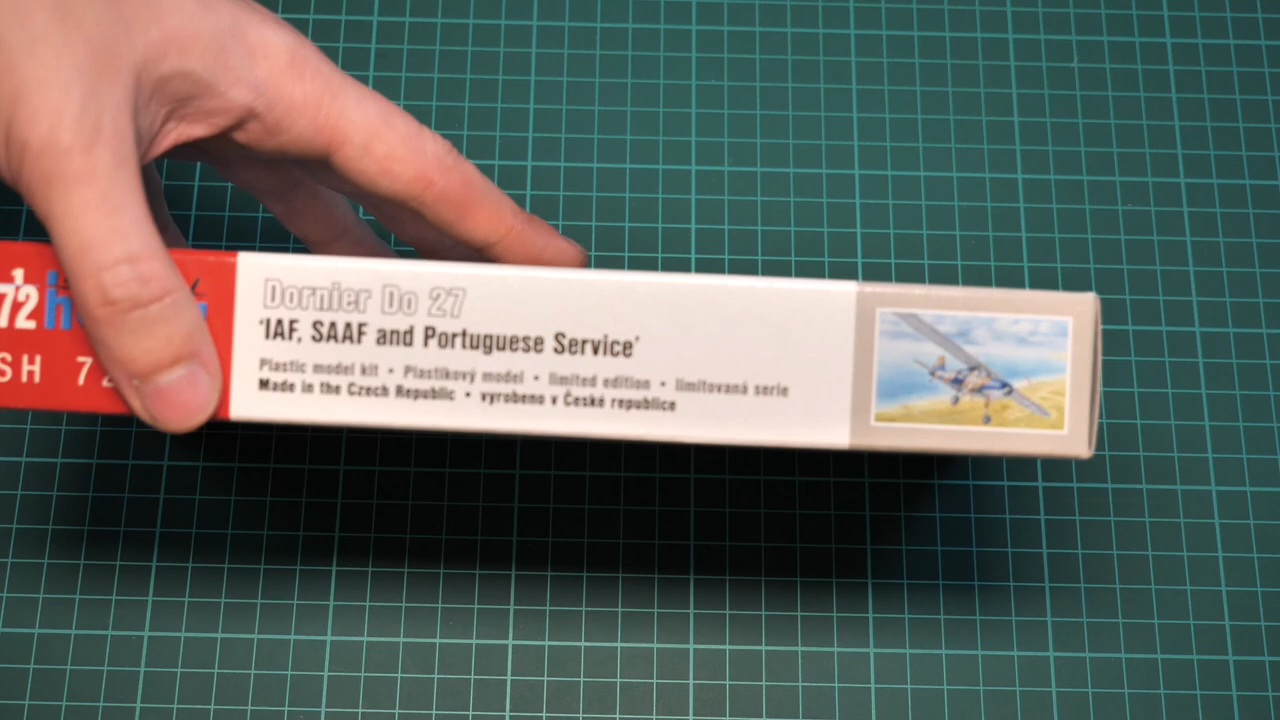 1
72
SH 72
Dornier Do 27
'IAF, SAAF and Portuguese Service'
Plastic model kit • Plastikový model • limited edition • limitovaná serie
Made in the Czech Republic • vyrobeno v České republice